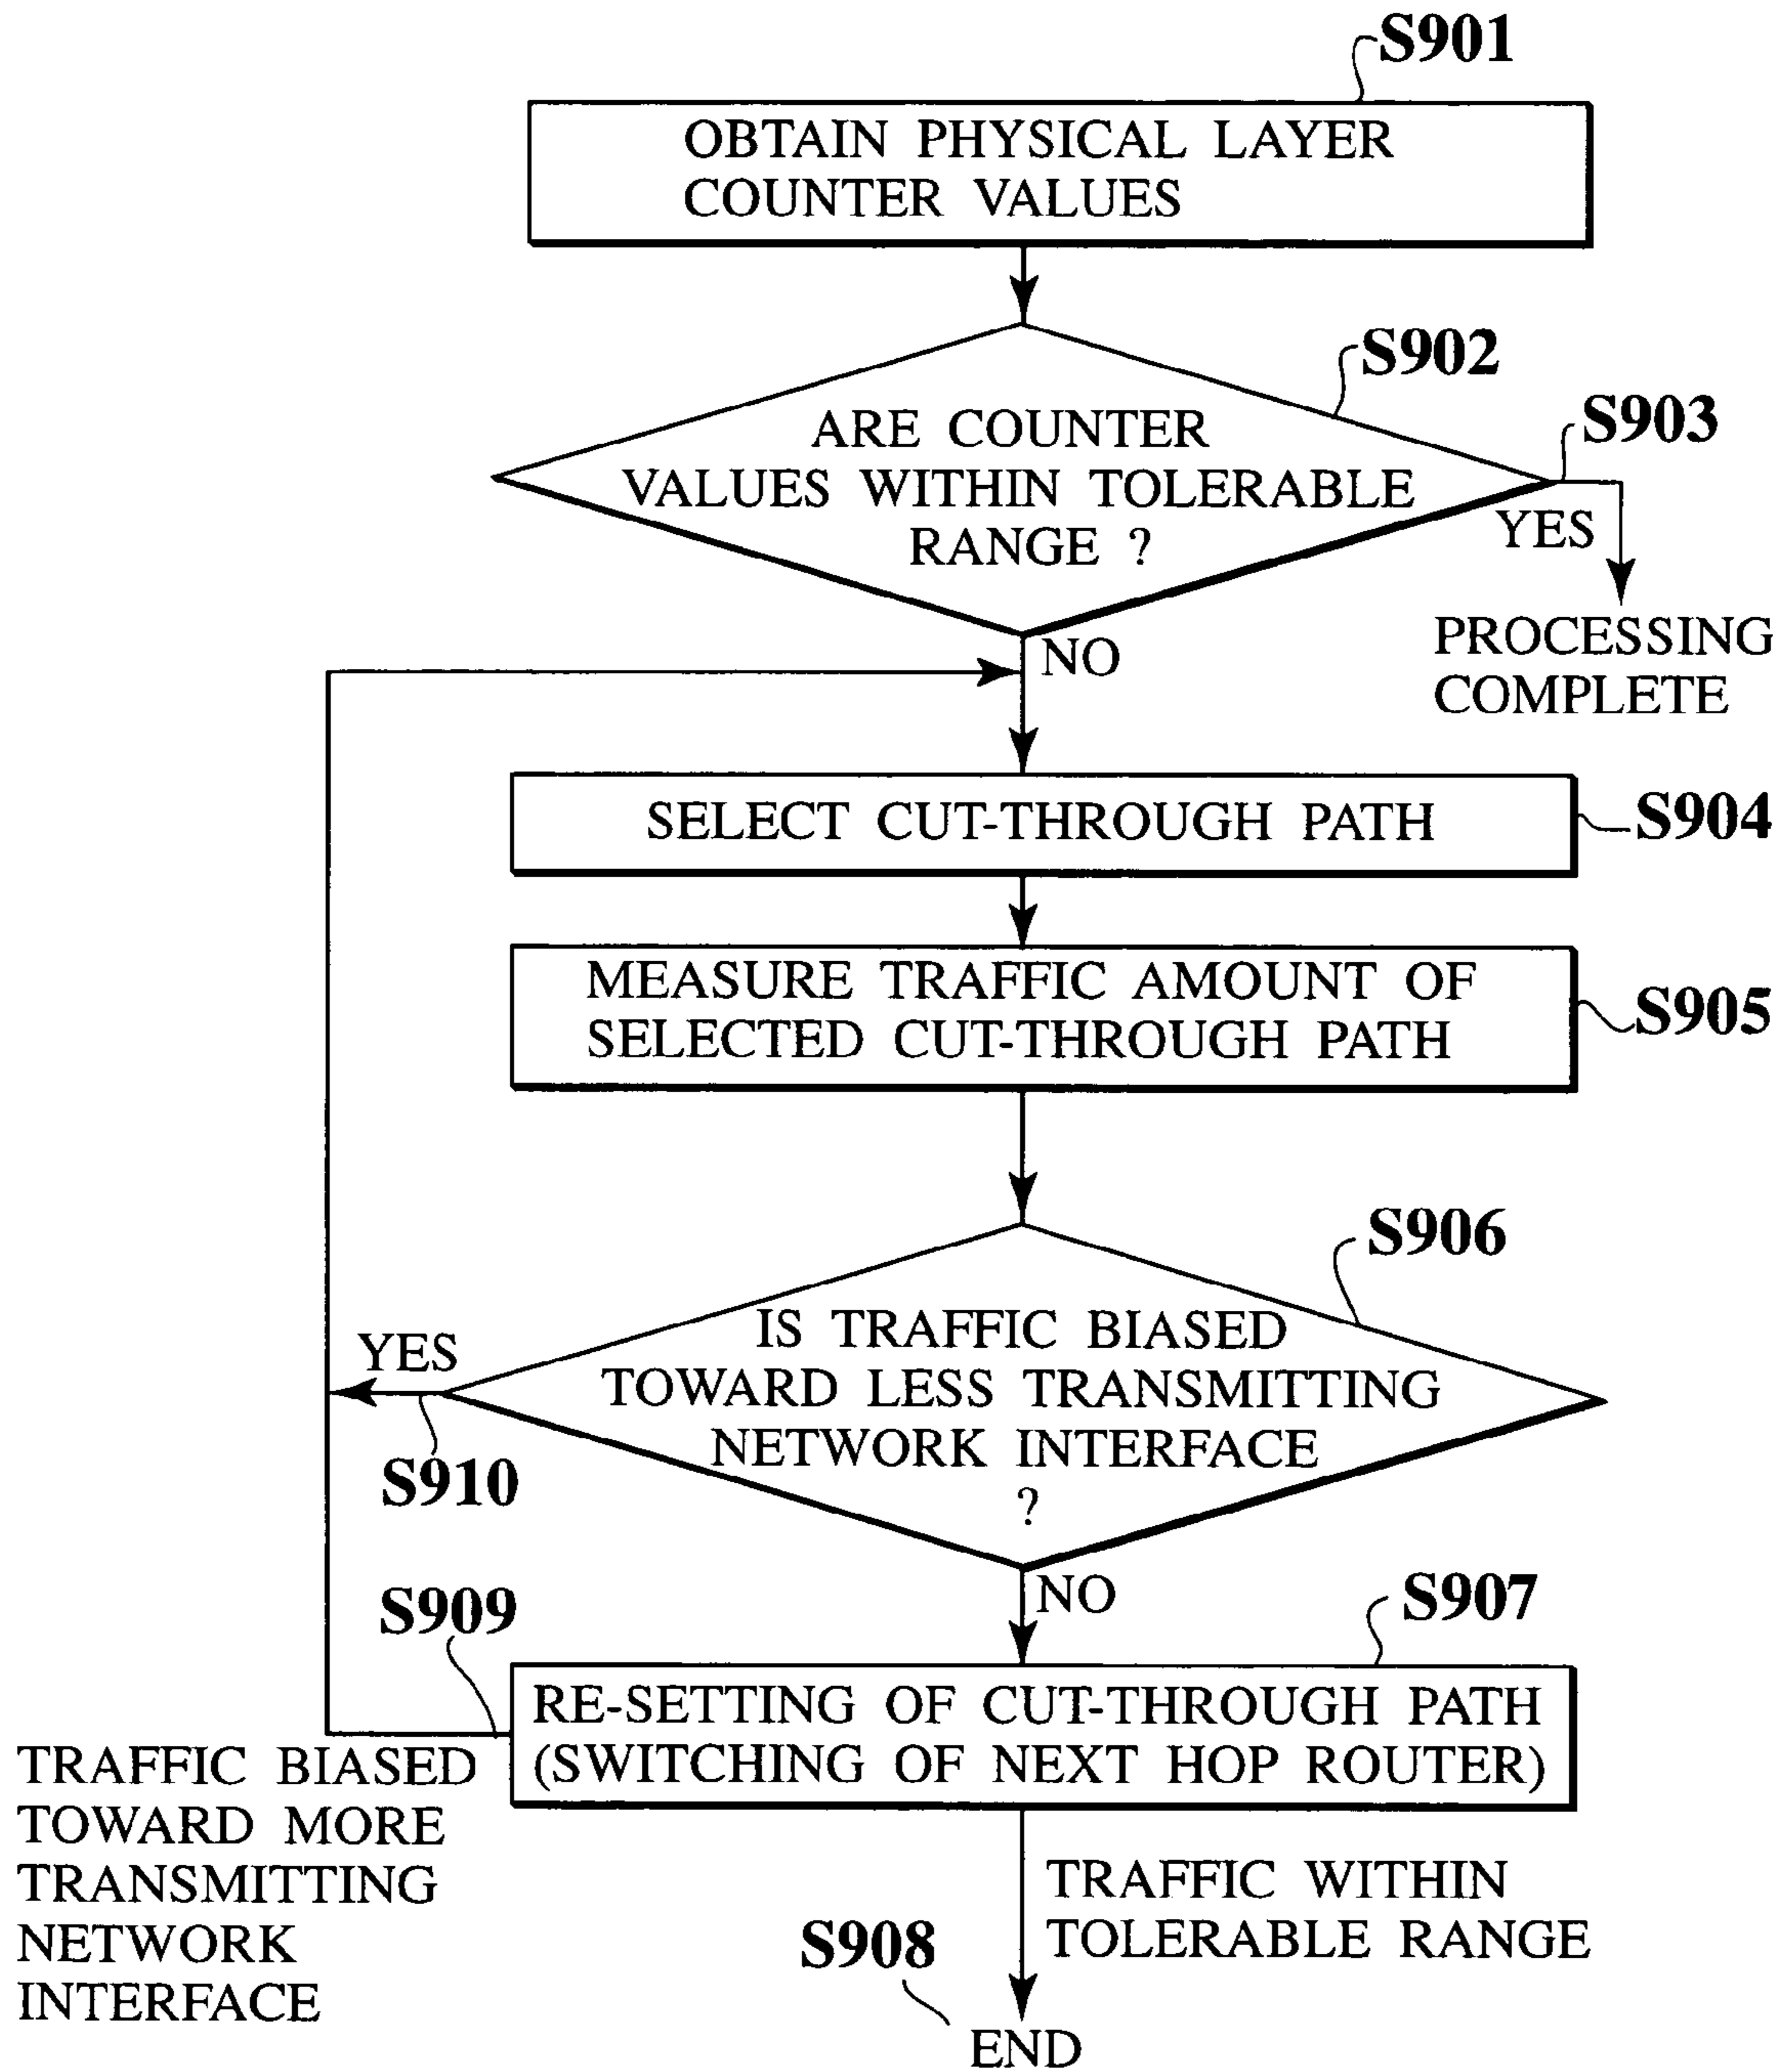 S901
OBTAIN PHYSICAL LAYER
COUNTER VALUES
S902
ARE COUNTER
VALUES WITHIN TOLERABLE
RANGE ?
S903
YES
PROCESSING
COMPLETE
NO
SELECT CUT-THROUGH PATH
S904
MEASURE TRAFFIC AMOUNT OF
SELECTED CUT-THROUGH PATH
S905
S906
IS TRAFFIC BIASED
TOWARD LESS TRANSMITTING
NETWORK INTERFACE
?
YES
S910
NO
S907
S909
RE-SETTING OF CUT-THROUGH PATH
(SWITCHING OF NEXT HOP ROUTER)
TRAFFIC BIASED
TOWARD MORE
TRANSMITTING
NETWORK
INTERFACE
TRAFFIC WITHIN
TOLERABLE RANGE
S908
END